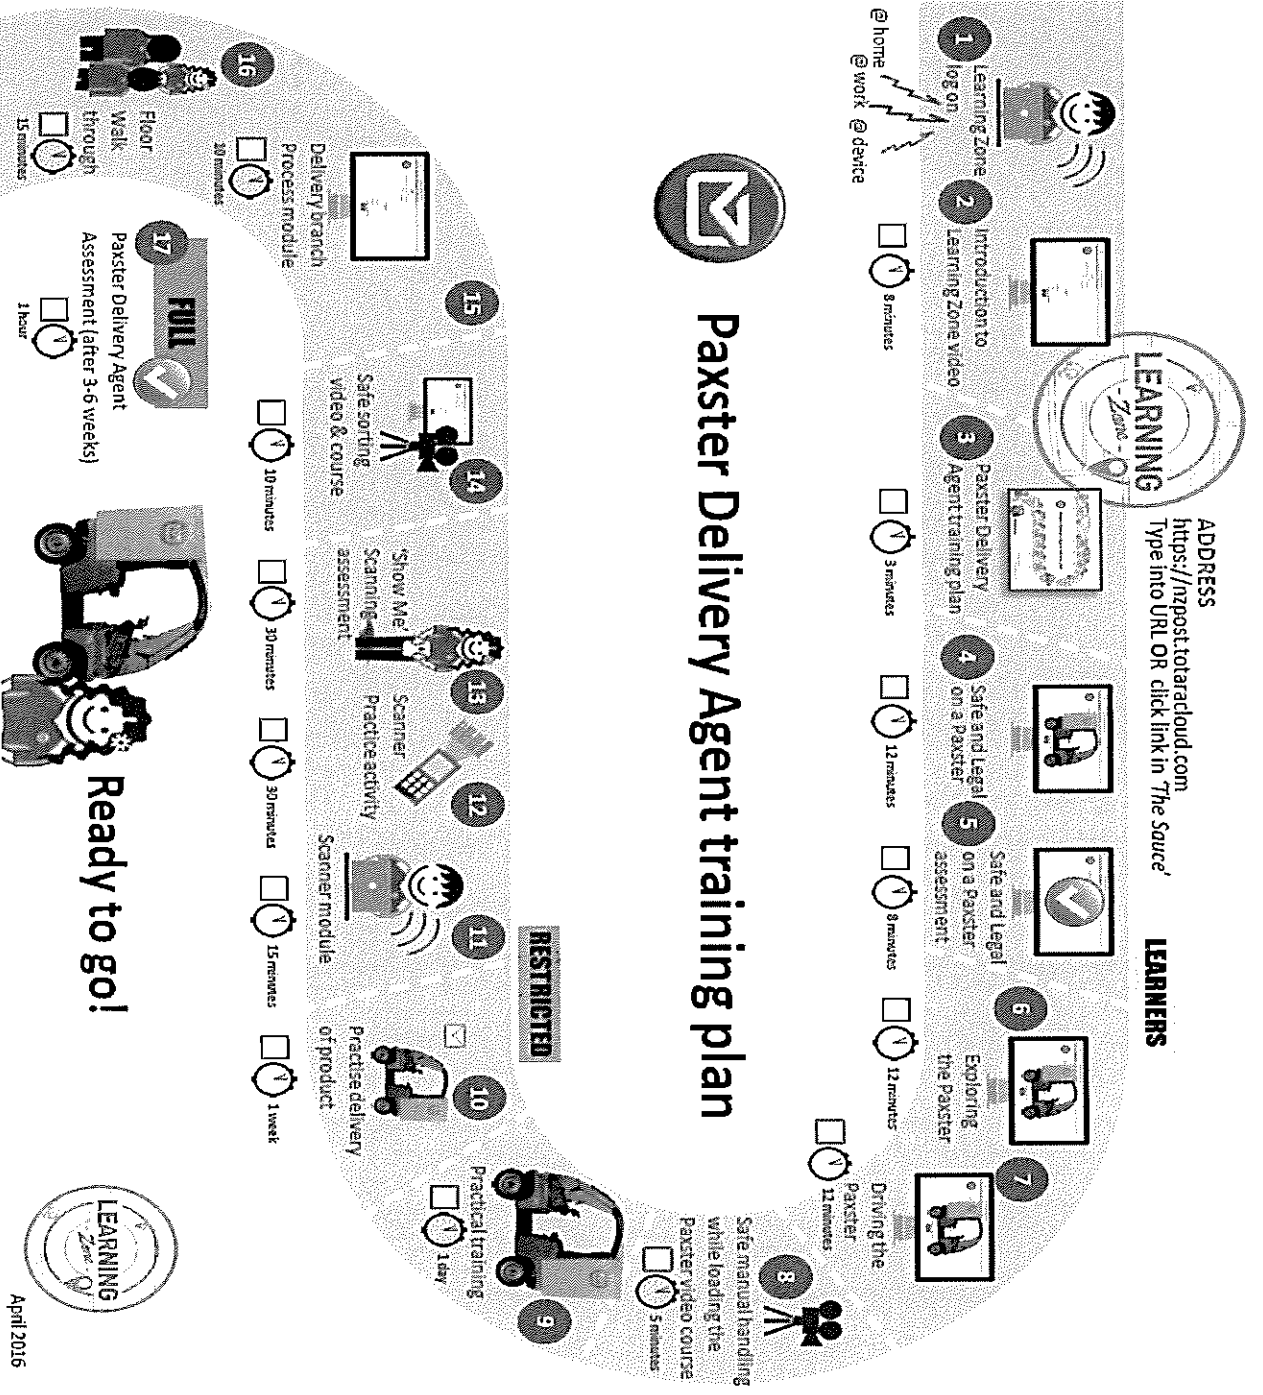 ADDRESS
https://nzpost.totaracloud.com
Type into URL OR click link in 'The Sauce'
LEARNERS
LEARNING
Zone
1
Learning Zone
log on
@ home
@ work @ device
2
Introduction to
Learning Zone video
8 minutes
3
Paxster Delivery
Agent training plan
3 minutes
4
Safe and Legal
on a Paxster
12 minutes
5
Safe and Legal
on a Paxster
assessment
8 minutes
6
Exploring
the Paxster
12 minutes
7
Driving the
Paxster
12 minutes
Paxster Delivery Agent training plan
8
Safe manual handling
while loading the
Paxster video course
5 minutes
9
Practical training
1 day
RESTRICTED
10
Practise delivery
of product
1 week
11
Scanner module
15 minutes
12
Scanner
Practice activity
30 minutes
13
'Show Me'
Scanning
assessment
30 minutes
14
Safe sorting
video & course
10 minutes
15
Delivery branch
Process module
10 minutes
16
Floor
Walk
through
15 minutes
17
FULL
Paxster Delivery Agent
Assessment (after 3-6 weeks)
1 hour
Ready to go!
LEARNING
Zone
April 2016